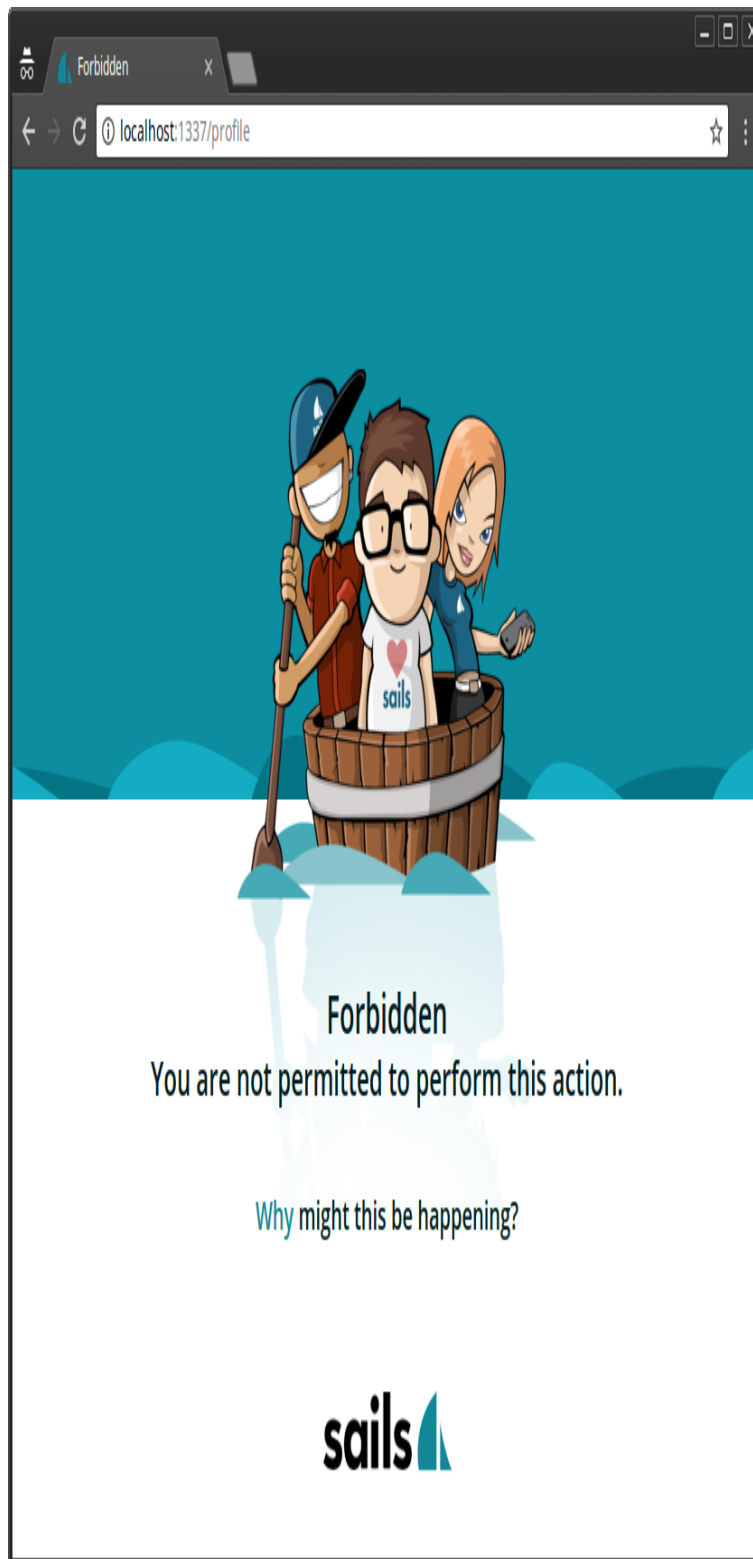 Forbidden
localhost:1337/profile
sails
Forbidden
You are not permitted to perform this action.
Why might this be happening?
sails